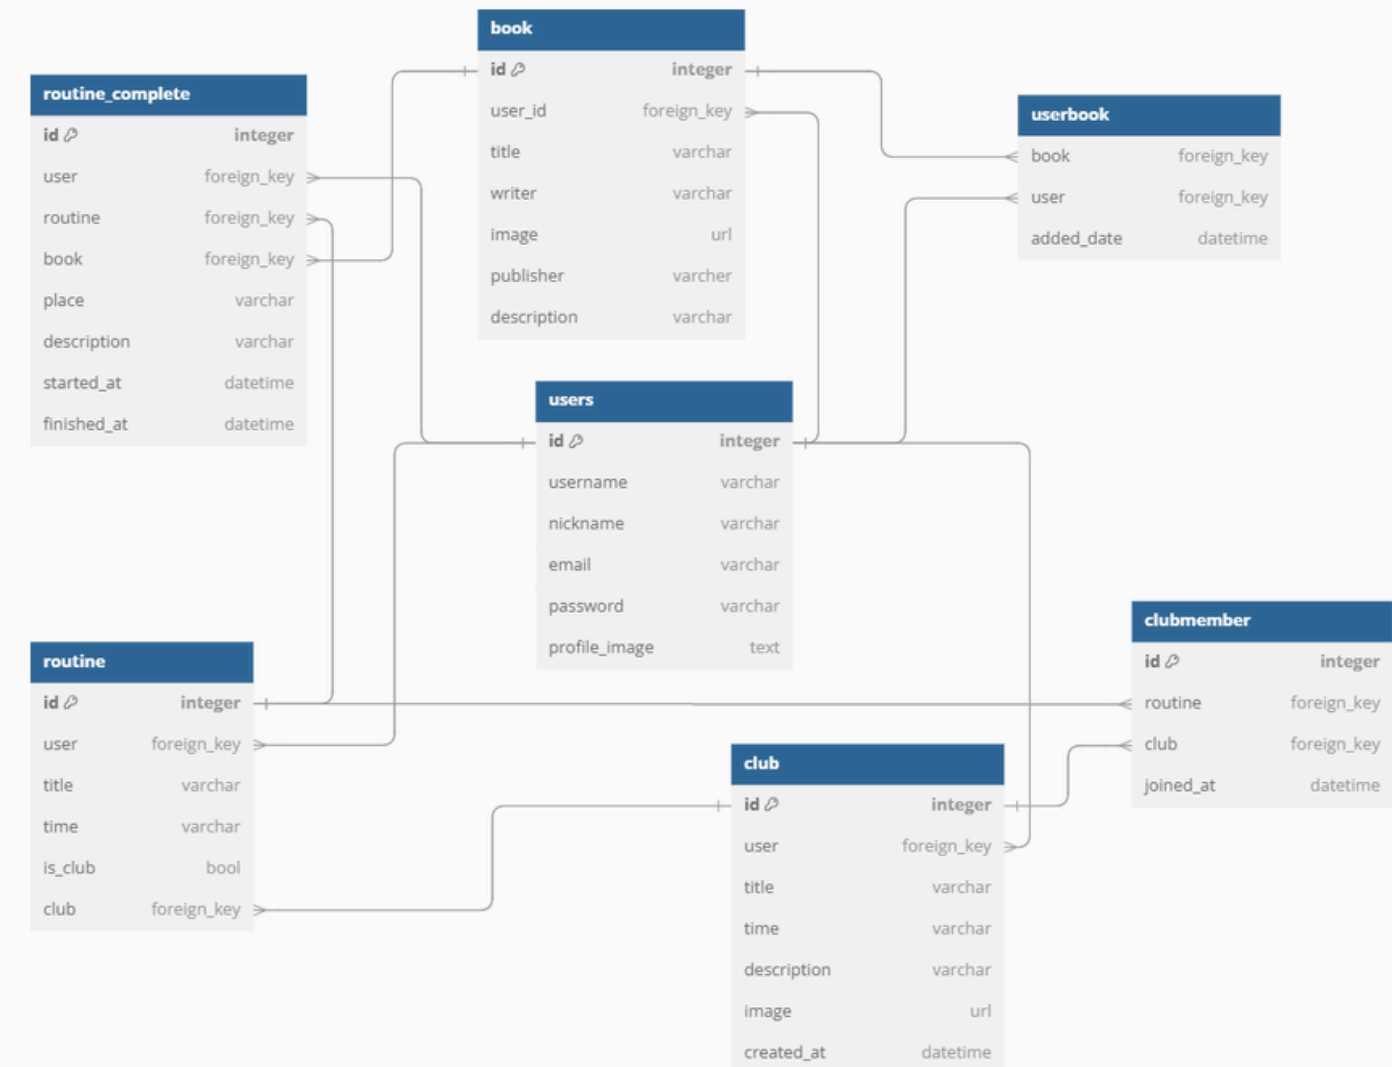 book
id integer
user_id foreign_key
title varchar
writer varchar
image url
publisher varcher
description varchar
routine_complete
id integer
user foreign_key
routine foreign_key
book foreign_key
place varchar
description varchar
started_at datetime
finished_at datetime
userbook
book foreign_key
user foreign_key
added_date datetime
users
id integer
username varchar
nickname varchar
email varchar
password varchar
profile_image text
clubmember
id integer
routine foreign_key
club foreign_key
joined_at datetime
routine
id integer
user foreign_key
title varchar
time varchar
is_club bool
club foreign_key
club
id integer
user foreign_key
title varchar
time varchar
description varchar
image url
created_at datetime